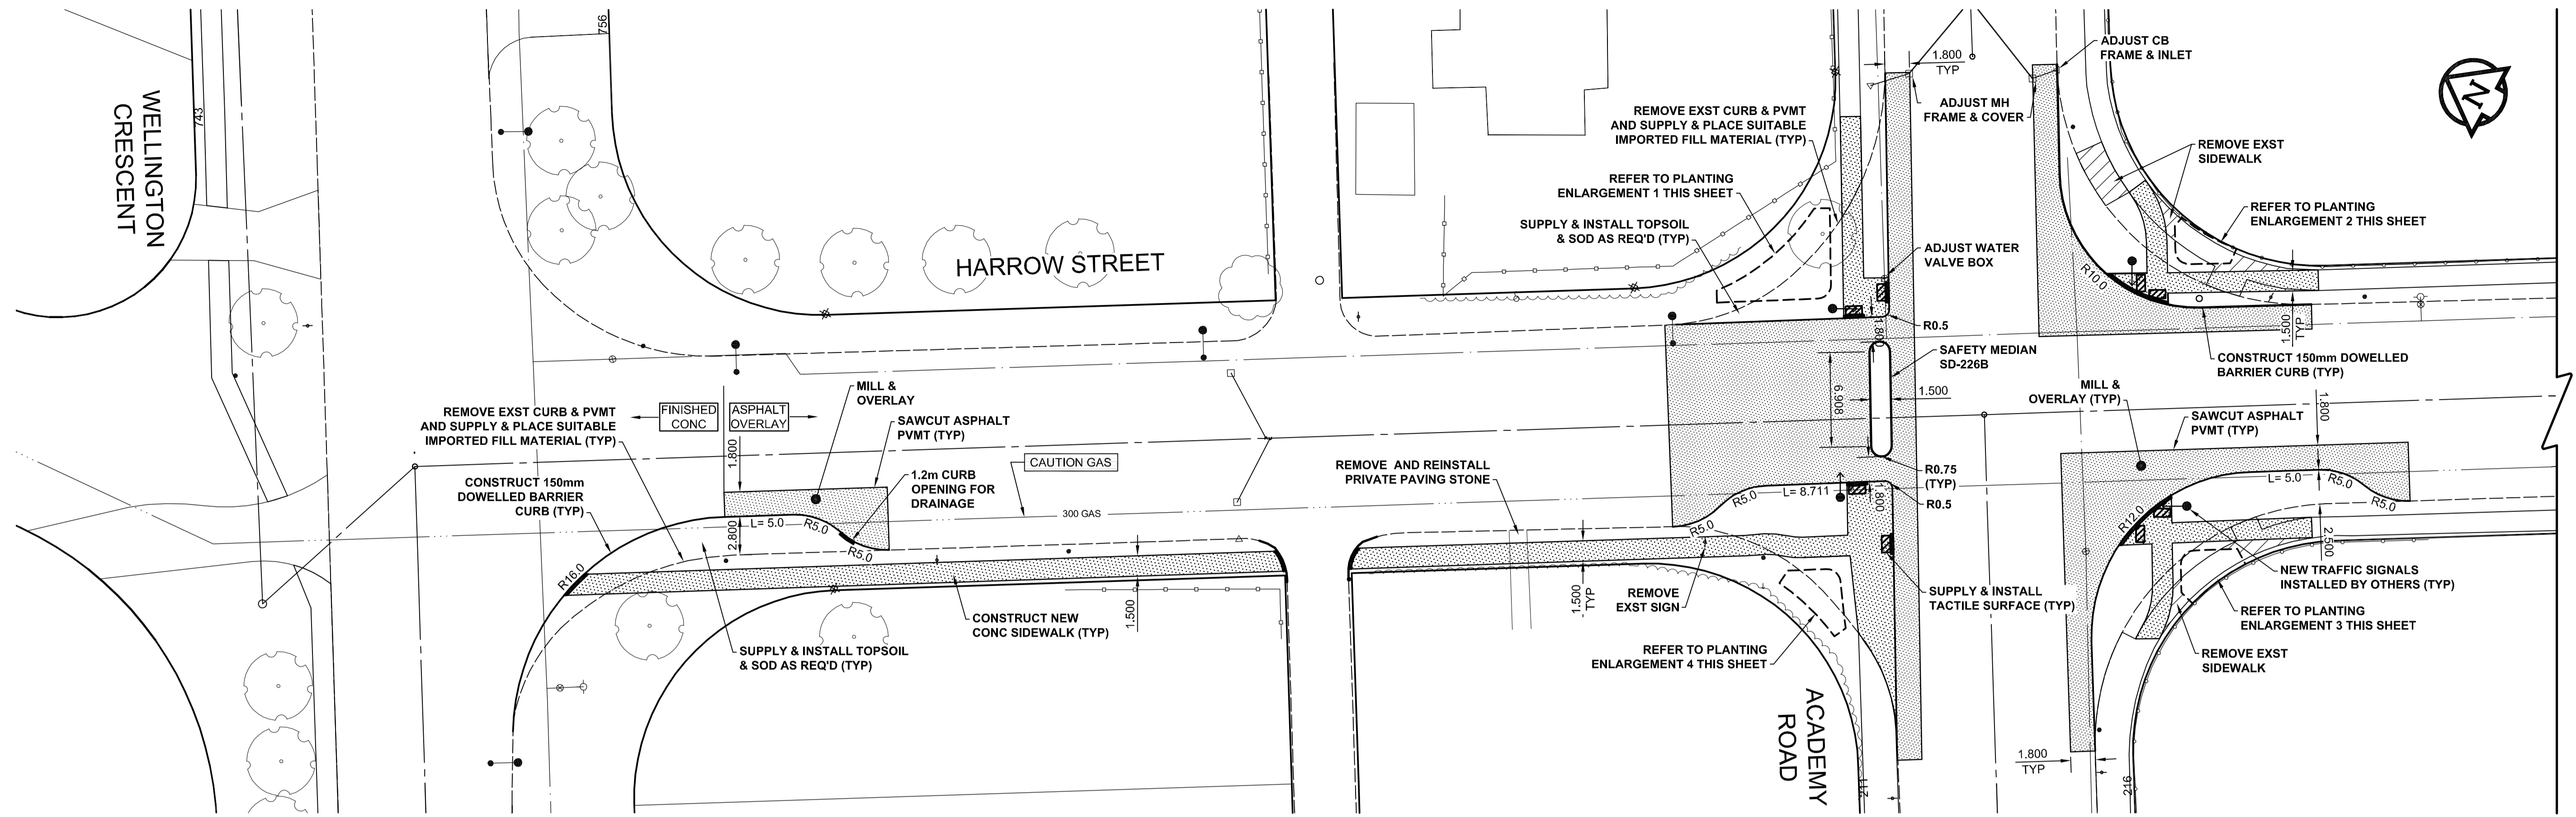 WELLINGTON
CRESCENT
743
756
HARROW STREET
REMOVE EXST CURB & PVMT
AND SUPPLY & PLACE SUITABLE
IMPORTED FILL MATERIAL (TYP)
CONSTRUCT 150mm
DOWELLED BARRIER
CURB (TYP)
FINISHED
CONC
ASPHALT
OVERLAY
MILL &
OVERLAY
SAWCUT ASPHALT
PVMT (TYP)
1.2m CURB
OPENING FOR
DRAINAGE
CAUTION GAS
300 GAS
1.800
2.800
L= 5.0
R5.0
R5.0
R16.0
SUPPLY & INSTALL TOPSOIL
& SOD AS REQ'D (TYP)
CONSTRUCT NEW
CONC SIDEWALK (TYP)
1.500
REMOVE EXST CURB & PVMT
AND SUPPLY & PLACE SUITABLE
IMPORTED FILL MATERIAL (TYP)
REFER TO PLANTING
ENLARGEMENT 1 THIS SHEET
SUPPLY & INSTALL TOPSOIL
& SOD AS REQ'D (TYP)
REMOVE AND REINSTALL
PRIVATE PAVING STONE
1.500
TYP
REMOVE
EXST SIGN
REFER TO PLANTING
ENLARGEMENT 4 THIS SHEET
R5.0
R5.0
L= 8.711
1.800
TYP
ADJUST MH
FRAME & COVER
ADJUST CB
FRAME & INLET
ADJUST WATER
VALVE BOX
R0.5
1.800
SAFETY MEDIAN
SD-226B
6.908
1.500
R0.75
(TYP)
R0.5
1.800
SUPPLY & INSTALL
TACTILE SURFACE (TYP)
ACADEMY
ROAD
217
REMOVE EXST
SIDEWALK
REFER TO PLANTING
ENLARGEMENT 2 THIS SHEET
R10.0
1.500
TYP
CONSTRUCT 150mm DOWELLED
BARRIER CURB (TYP)
MILL &
OVERLAY (TYP)
SAWCUT ASPHALT
PVMT (TYP)
1.800
L= 5.0
R5.0
R5.0
R12.0
2.500
NEW TRAFFIC SIGNALS
INSTALLED BY OTHERS (TYP)
REFER TO PLANTING
ENLARGEMENT 3 THIS SHEET
REMOVE EXST
SIDEWALK
1.800
TYP
216
N